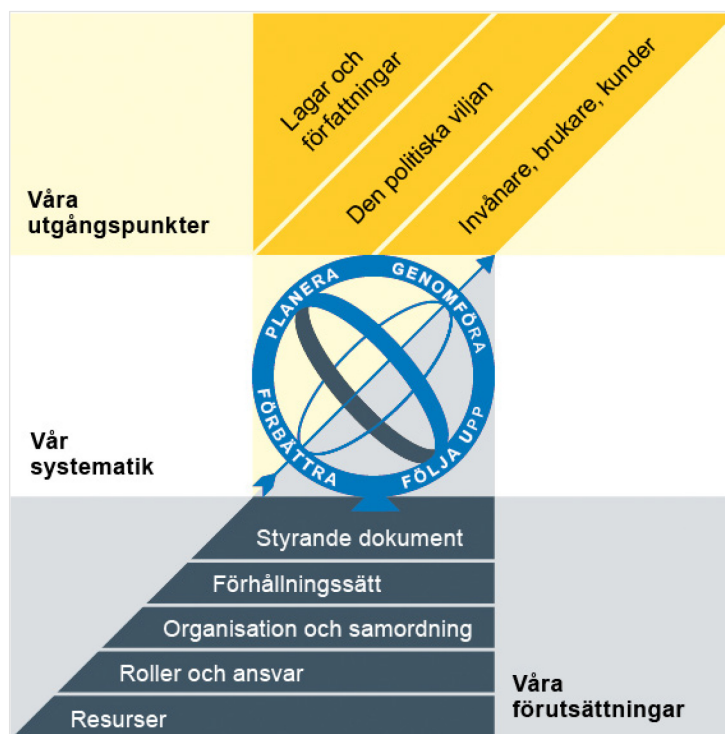 Lagar och
författningar
Den politiska viljan
Invånare, brukare, kunder
Våra
utgångspunkter
PLANERA
GENOMFÖRA
FÖLJA UPP
FÖRBÄTTRA
Vår
systematik
Styrande dokument
Förhållningssätt
Organisation och samordning
Roller och ansvar
Resurser
Våra
förutsättningar